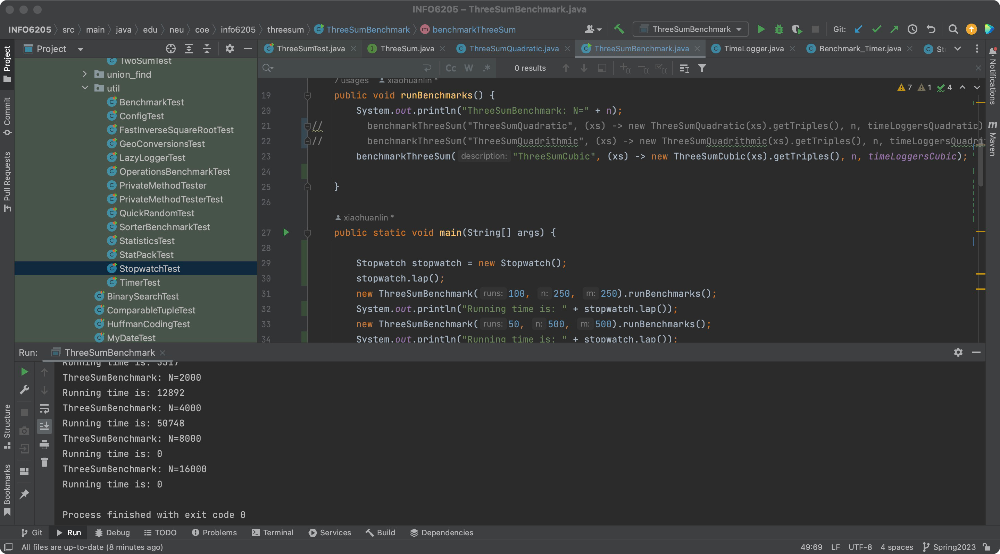 INFO6205 – ThreeSumBenchmark.java
INFO6205 src main java edu neu coe info6205 threesum ThreeSumBenchmark m benchmarkThreeSum
ThreeSumBenchmark
Git:
Project
ThreeSumTest.java
ThreeSum.java
ThreeSumQuadratic.java
ThreeSumBenchmark.java
TimeLogger.java
Benchmark_Timer.java
Cc W .*
0 results
7 1 4
Project
Commit
Pull Requests
Structure
Bookmarks
Notifications
Maven
TwoSumTest
union_find
util
BenchmarkTest
ConfigTest
FastInverseSquareRootTest
GeoConversionsTest
LazyLoggerTest
OperationsBenchmarkTest
PrivateMethodTester
PrivateMethodTesterTest
QuickRandomTest
SorterBenchmarkTest
StatisticsTest
StatPackTest
StopwatchTest
TimerTest
BinarySearchTest
ComparableTupleTest
HuffmanCodingTest
MyDateTest
7 usages xiaohuanlin *
19 public void runBenchmarks() {
20 System.out.println("ThreeSumBenchmark: N=" + n);
21 // benchmarkThreeSum("ThreeSumQuadratic", (xs) -> new ThreeSumQuadratic(xs).getTriples(), n, timeLoggersQuadratic)
22 // benchmarkThreeSum("ThreeSumQuadrithmic", (xs) -> new ThreeSumQuadrithmic(xs).getTriples(), n, timeLoggersQuadri
23 benchmarkThreeSum( description: "ThreeSumCubic", (xs) -> new ThreeSumCubic(xs).getTriples(), n, timeLoggersCubic);
24
25 }
26
xiaohuanlin *
27 public static void main(String[] args) {
28
29 Stopwatch stopwatch = new Stopwatch();
30 stopwatch.lap();
31 new ThreeSumBenchmark( runs: 100, n: 250, m: 250).runBenchmarks();
32 System.out.println("Running time is: " + stopwatch.lap());
33 new ThreeSumBenchmark( runs: 50, n: 500, m: 500).runBenchmarks();
34 System.out.println("Running time is: " + stopwatch.lap());
Run: ThreeSumBenchmark
Running time is: 3317
ThreeSumBenchmark: N=2000
Running time is: 12892
ThreeSumBenchmark: N=4000
Running time is: 50748
ThreeSumBenchmark: N=8000
Running time is: 0
ThreeSumBenchmark: N=16000
Running time is: 0
Process finished with exit code 0
Git Run Debug TODO Problems Terminal Services Build Dependencies
All files are up-to-date (8 minutes ago)
49:69 LF UTF-8 4 spaces Spring2023